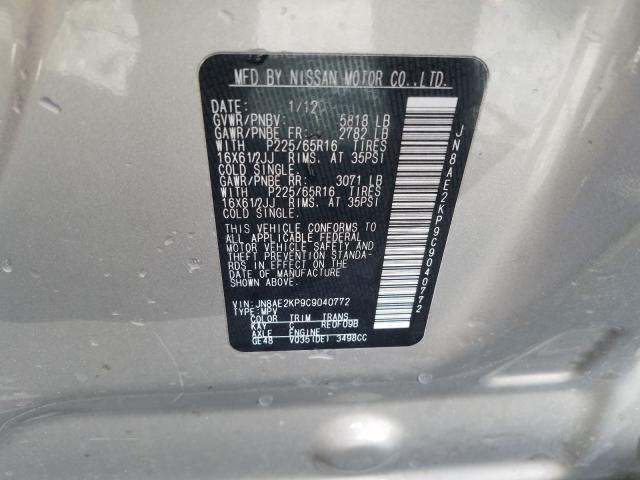 MFD BY NISSAN MOTOR CO.,LTD.
DATE: 1/12
GVWR/PNBV: 5818 LB
GAWR/PNBE FR: 2782 LB
WITH P225/65R16 TIRES
16X61/2JJ RIMS. AT 35PSI
COLD SINGLE.
GAWR/PNBE RR: 3071 LB
WITH P225/65R16 TIRES
16X61/2JJ RIMS. AT 35PSI
COLD SINGLE.
THIS VEHICLE CONFORMS TO
ALL APPLICABLE FEDERAL
MOTOR VEHICLE SAFETY AND
THEFT PREVENTION STANDA-
RDS IN EFFECT ON THE
DATE OF MANUFACTURE
SHOWN ABOVE.
VIN: JN8AE2KP9C9040772
TYPE: MPV
COLOR TRIM TRANS
KAY C RE0F09B
AXLE ENGINE
GE48 VQ35(DE) 3498CC
JN8AE2KP9C9040772